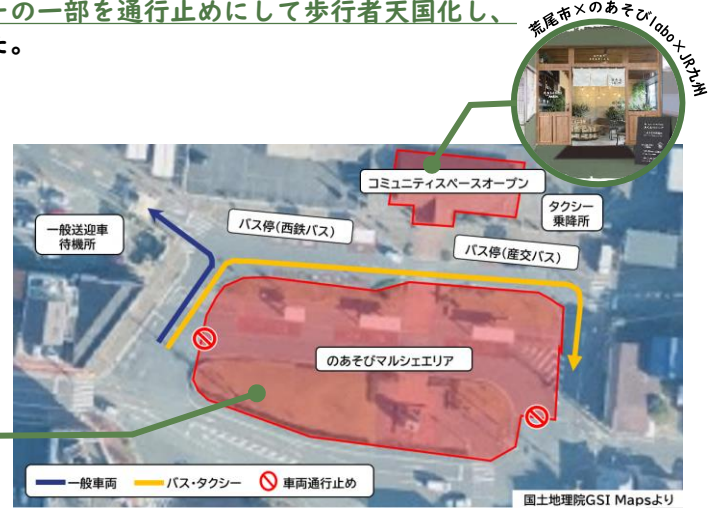 の一部を通行止めにして歩行者天国化し、
た。
荒尾市×のあそびlabo×JR九州
コミュニティスペースオープン
タクシー
乗降所
一般送迎車
待機所
バス停(西鉄バス)
バス停(産交バス)
のあそびマルシェエリア
一般車両
バス・タクシー
車両通行止め
国土地理院GSI Mapsより